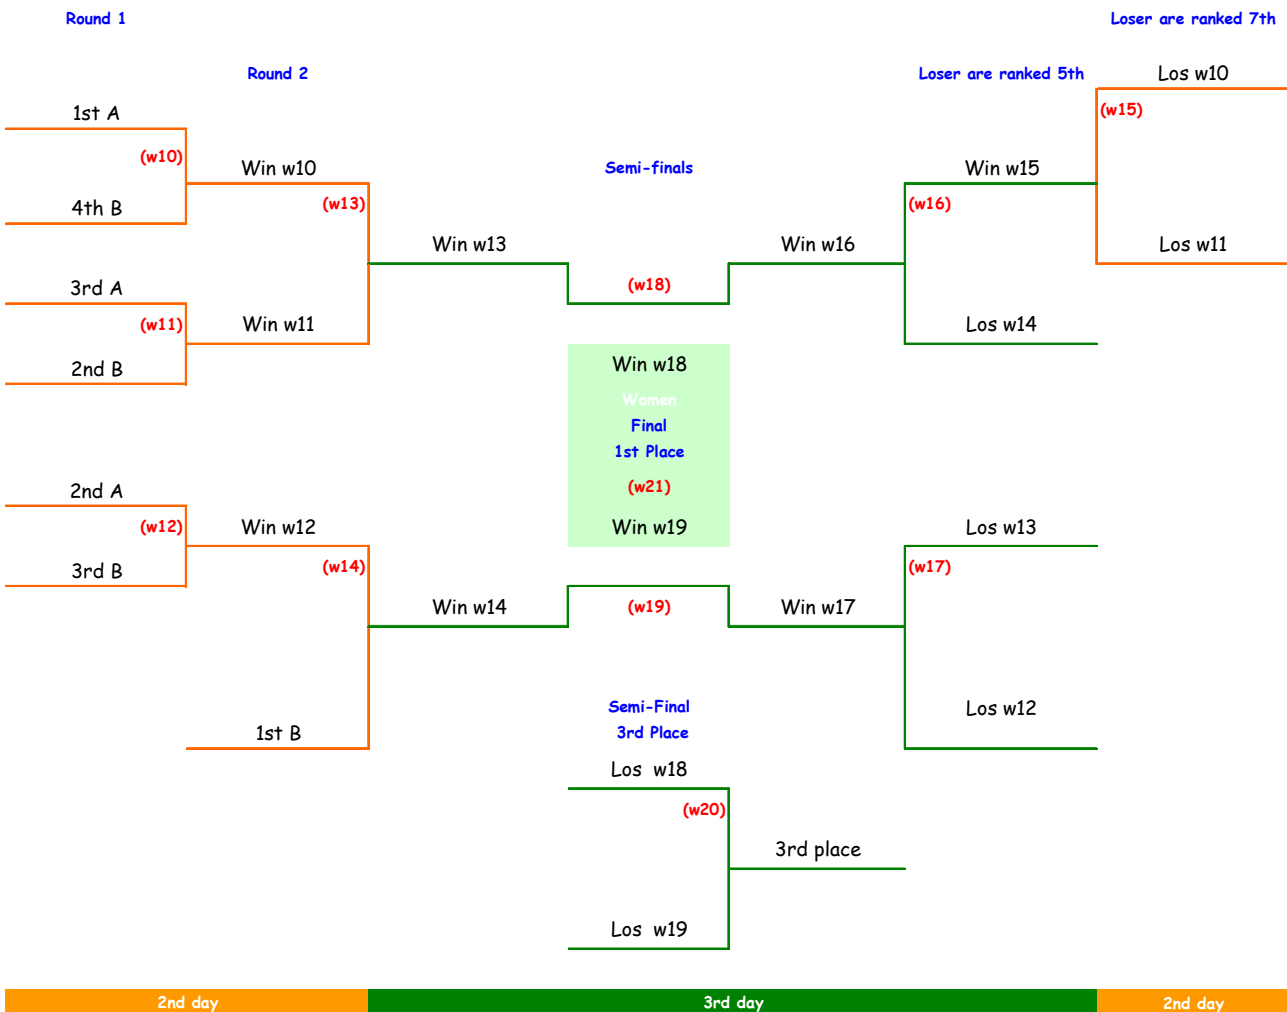 Round 1
Loser are ranked 7th
Round 2
Loser are ranked 5th
Los w10
1st A
(w15)
(w10)
Win w10
Semi-finals
Win w15
4th B
(w13)
(w16)
Win w13
Win w16
Los w11
3rd A
(w18)
(w11)
Win w11
Los w14
2nd B
Win w18
Women
Final
1st Place
2nd A
(w21)
(w12)
Win w12
Win w19
Los w13
3rd B
(w14)
(w17)
Win w14
(w19)
Win w17
Semi-Final
Los w12
1st B
3rd Place
Los w18
(w20)
3rd place
Los w19
2nd day
3rd day
2nd day